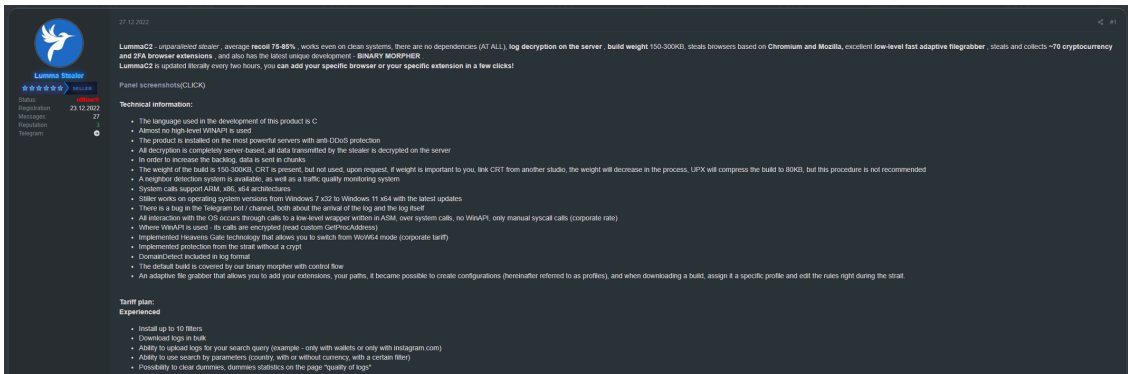 27.12.2022
#1
LummaC2 - unparalleled stealer , average recoil 75-85% , works even on clean systems, there are no dependencies (AT ALL), log decryption on the server , build weight 150-300KB, steals browsers based on Chromium and Mozilla, excellent low-level fast adaptive filegrabber , steals and collects ~70 cryptocurrency
and 2FA browser extensions , and also has the latest unique development - BINARY MORPHER .
LummaC2 is updated literally every two hours, you can add your specific browser or your specific extension in a few clicks!
Lumma Stealer
SELLER
Status: offline
Registration: 23.12.2022
Messages: 27
Reputation: 3
Telegram:
Panel screenshots(CLICK)
Technical information:
• The language used in the development of this product is C
• Almost no high-level WINAPI is used
• The product is installed on the most powerful servers with anti-DDoS protection
• All decryption is completely server-based, all data transmitted by the stealer is decrypted on the server
• In order to increase the backlog, data is sent in chunks
• The weight of the build is 150-300KB, CRT is present, but not used, upon request, if weight is important to you, link CRT from another studio, the weight will decrease in the process, UPX will compress the build to 80KB, but this procedure is not recommended
• A neighbor detection system is available, as well as a traffic quality monitoring system
• System calls support ARM, x86, x64 architectures
• Stiller works on operating system versions from Windows 7 x32 to Windows 11 x64 with the latest updates
• There is a bug in the Telegram bot / channel, both about the arrival of the log and the log itself
• All interaction with the OS occurs through calls to a low-level wrapper written in ASM, over system calls, no WinAPI, only manual syscall calls (corporate rate)
• Where WinAPI is used - its calls are encrypted (read custom GetProcAddress)
• Implemented Heavens Gate technology that allows you to switch from WoW64 mode (corporate tariff)
• Implemented protection from the strait without a crypt
• DomainDetect included in log format
• The default build is covered by our binary morpher with control flow
• An adaptive file grabber that allows you to add your extensions, your paths, it became possible to create configurations (hereinafter referred to as profiles), and when downloading a build, assign it a specific profile and edit the rules right during the strait.
Tariff plan:
Experienced
• Install up to 10 filters
• Download logs in bulk
• Ability to upload logs for your search query (example - only with wallets or only with instagram.com)
• Ability to use search by parameters (country, with or without currency, with a certain filter)
• Possibility to clear dummies, dummies statistics on the page "quality of logs"